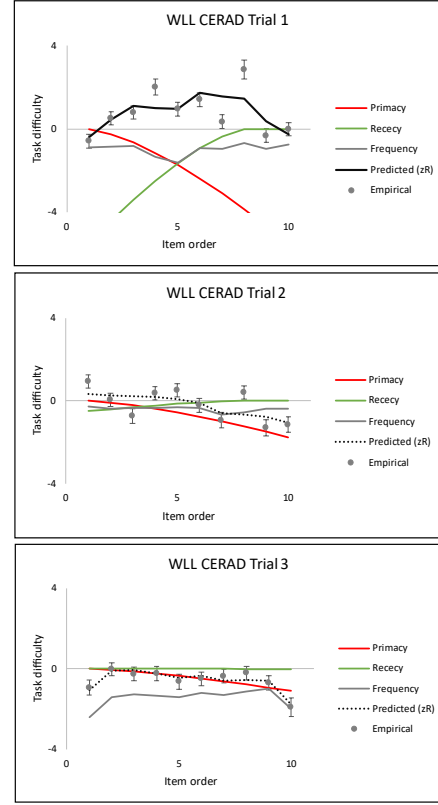 WLL CERAD Trial 1
4
0
-4
0
5
10
Task difficulty
Item order
Primacy
Rececy
Frequency
Predicted (zR)
Empirical
WLL CERAD Trial 2
4
0
-4
0
5
10
Task difficulty
Item order
Primacy
Rececy
Frequency
Predicted (zR)
Empirical
WLL CERAD Trial 3
4
0
-4
0
5
10
Task difficulty
Item order
Primacy
Rececy
Frequency
Predicted (zR)
Empirical